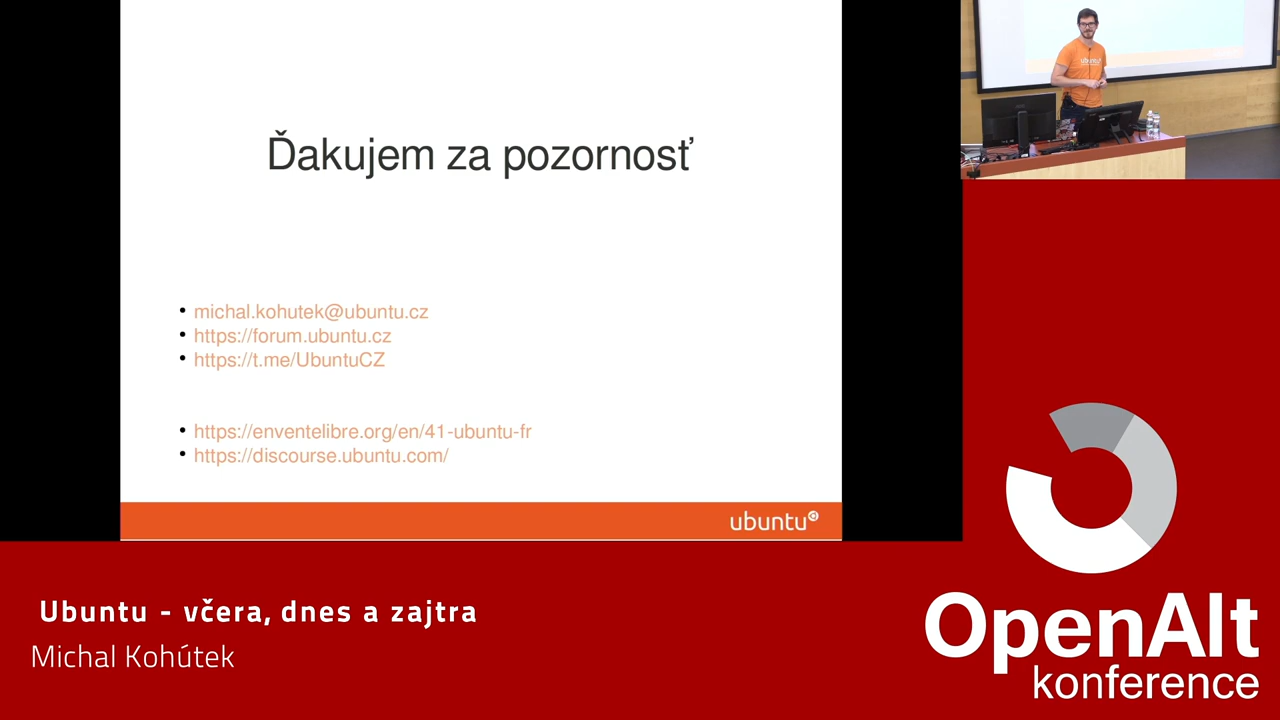 Ďakujem za pozornosť
michal.kohutek@ubuntu.cz
https://forum.ubuntu.cz
https://t.me/UbuntuCZ
https://enventelibre.org/en/41-ubuntu-fr
https://discourse.ubuntu.com/
ubuntu
ubuntu
Ubuntu - včera, dnes a zajtra
Michal Kohútek
OpenAlt
konference